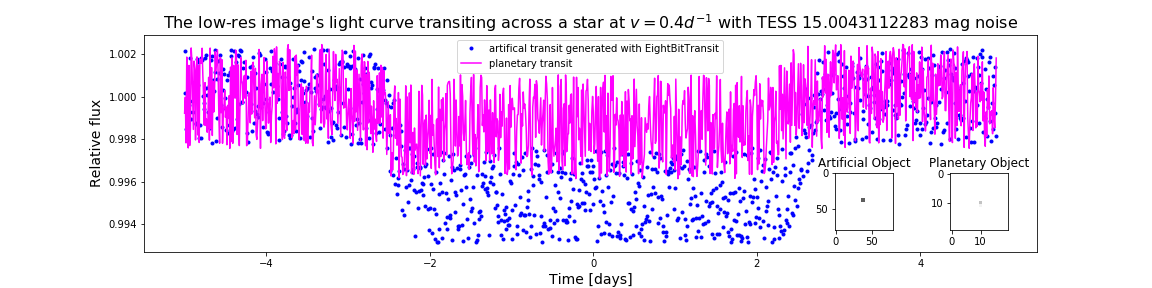 The low-res image's light curve transiting across a star at v = 0.4d⁻¹ with TESS 15.0043112283 mag noise
artifical transit generated with EightBitTransit
planetary transit
Relative flux
1.002
1.000
0.998
0.996
0.994
Artificial Object
0
50
0 50
Planetary Object
0
10
0 10
−4 −2 0 2 4
Time [days]